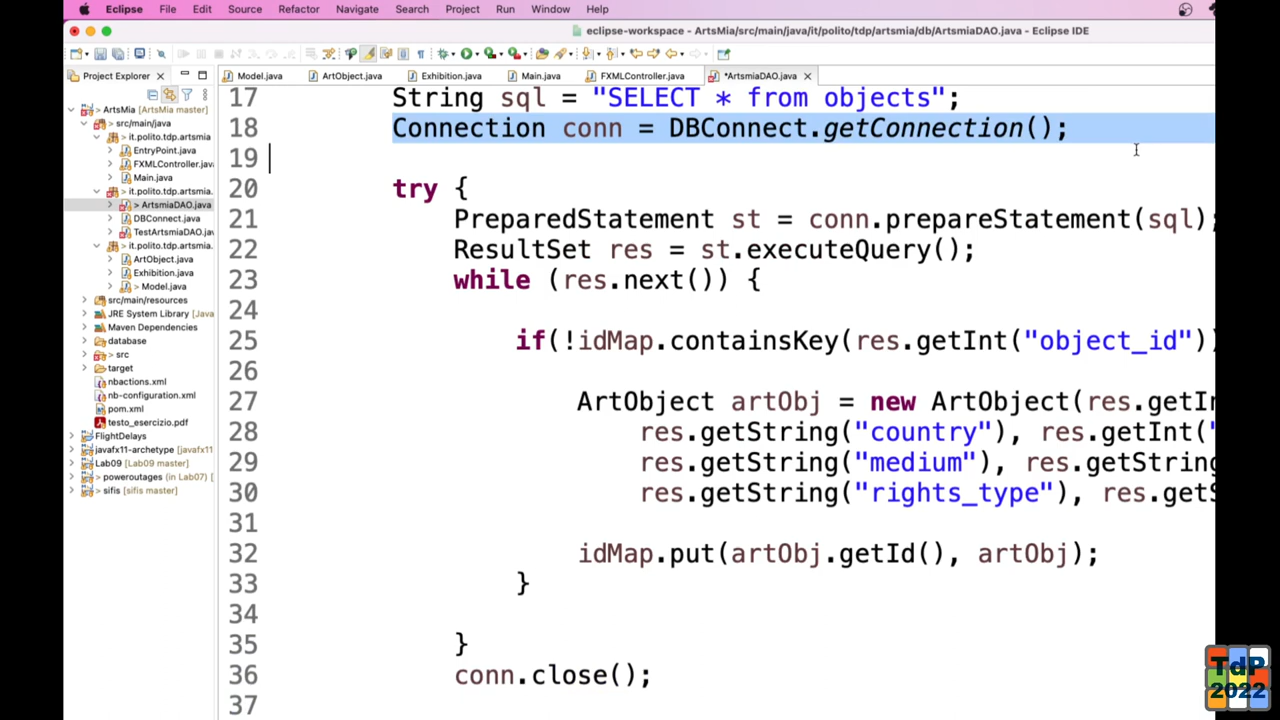 Eclipse File Edit Source Refactor Navigate Search Project Run Window Help
eclipse-workspace - ArtsMia/src/main/java/it/polito/tdp/artsmia/db/ArtsmiaDAO.java - Eclipse IDE
Project Explorer
Model.java ArtObject.java Exhibition.java Main.java FXMLController.java *ArtsmiaDAO.java
> ArtsMia [ArtsMia master]
> src/main/java
> it.polito.tdp.artsmia
EntryPoint.java
FXMLController.java
Main.java
> it.polito.tdp.artsmia.
> ArtsmiaDAO.java
DBConnect.java
TestArtsmiaDAO.jav
> it.polito.tdp.artsmia.
ArtObject.java
Exhibition.java
> Model.java
src/main/resources
JRE System Library [Java
Maven Dependencies
database
> src
target
nbactions.xml
nb-configuration.xml
pom.xml
testo_esercizio.pdf
FlightDelays
javafx11-archetype [javafx11
Lab09 [Lab09 master]
> poweroutages (in Lab07) [
> sifis [sifis master]
17 String sql = "SELECT * from objects";
18 Connection conn = DBConnect.getConnection();
19
20 try {
21 PreparedStatement st = conn.prepareStatement(sql);
22 ResultSet res = st.executeQuery();
23 while (res.next()) {
24
25 if(!idMap.containsKey(res.getInt("object_id"))
26
27 ArtObject artObj = new ArtObject(res.getIn
28 res.getString("country"), res.getInt("
29 res.getString("medium"), res.getString
30 res.getString("rights_type"), res.getS
31
32 idMap.put(artObj.getId(), artObj);
33 }
34
35 }
36 conn.close();
37
TdP
2022